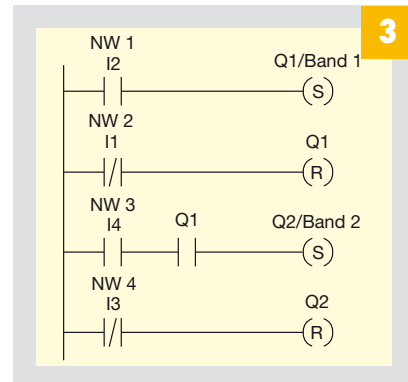 3
NW 1
I2 Q1/Band 1
(S)
NW 2
I1 Q1
(R)
NW 3
I4 Q1 Q2/Band 2
(S)
NW 4
I3 Q2
(R)